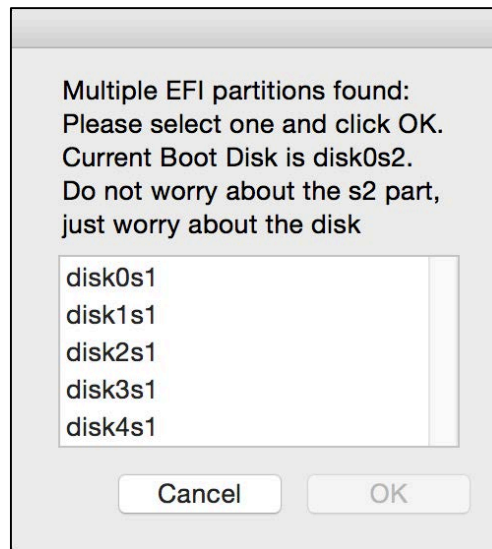 Multiple EFI partitions found:
Please select one and click OK.
Current Boot Disk is disk0s2.
Do not worry about the s2 part,
just worry about the disk
disk0s1
disk1s1
disk2s1
disk3s1
disk4s1
Cancel OK